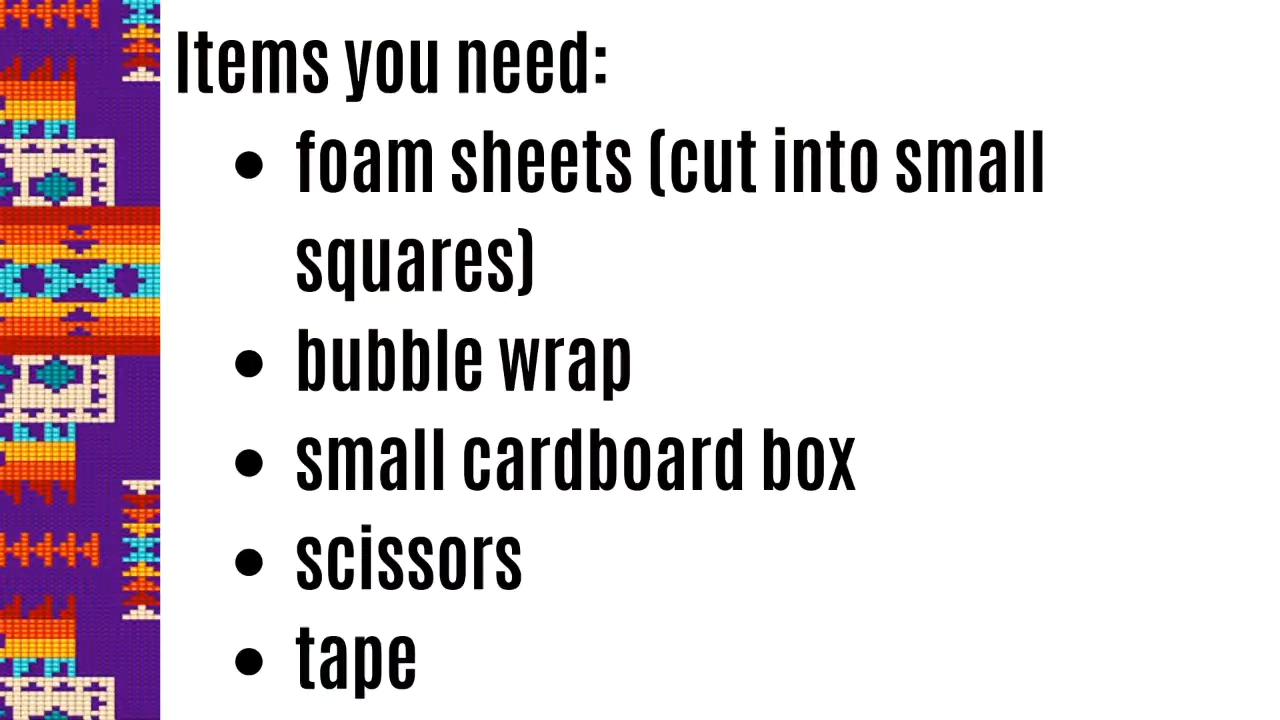 Items you need:
• foam sheets (cut into small
squares)
• bubble wrap
• small cardboard box
• scissors
• tape